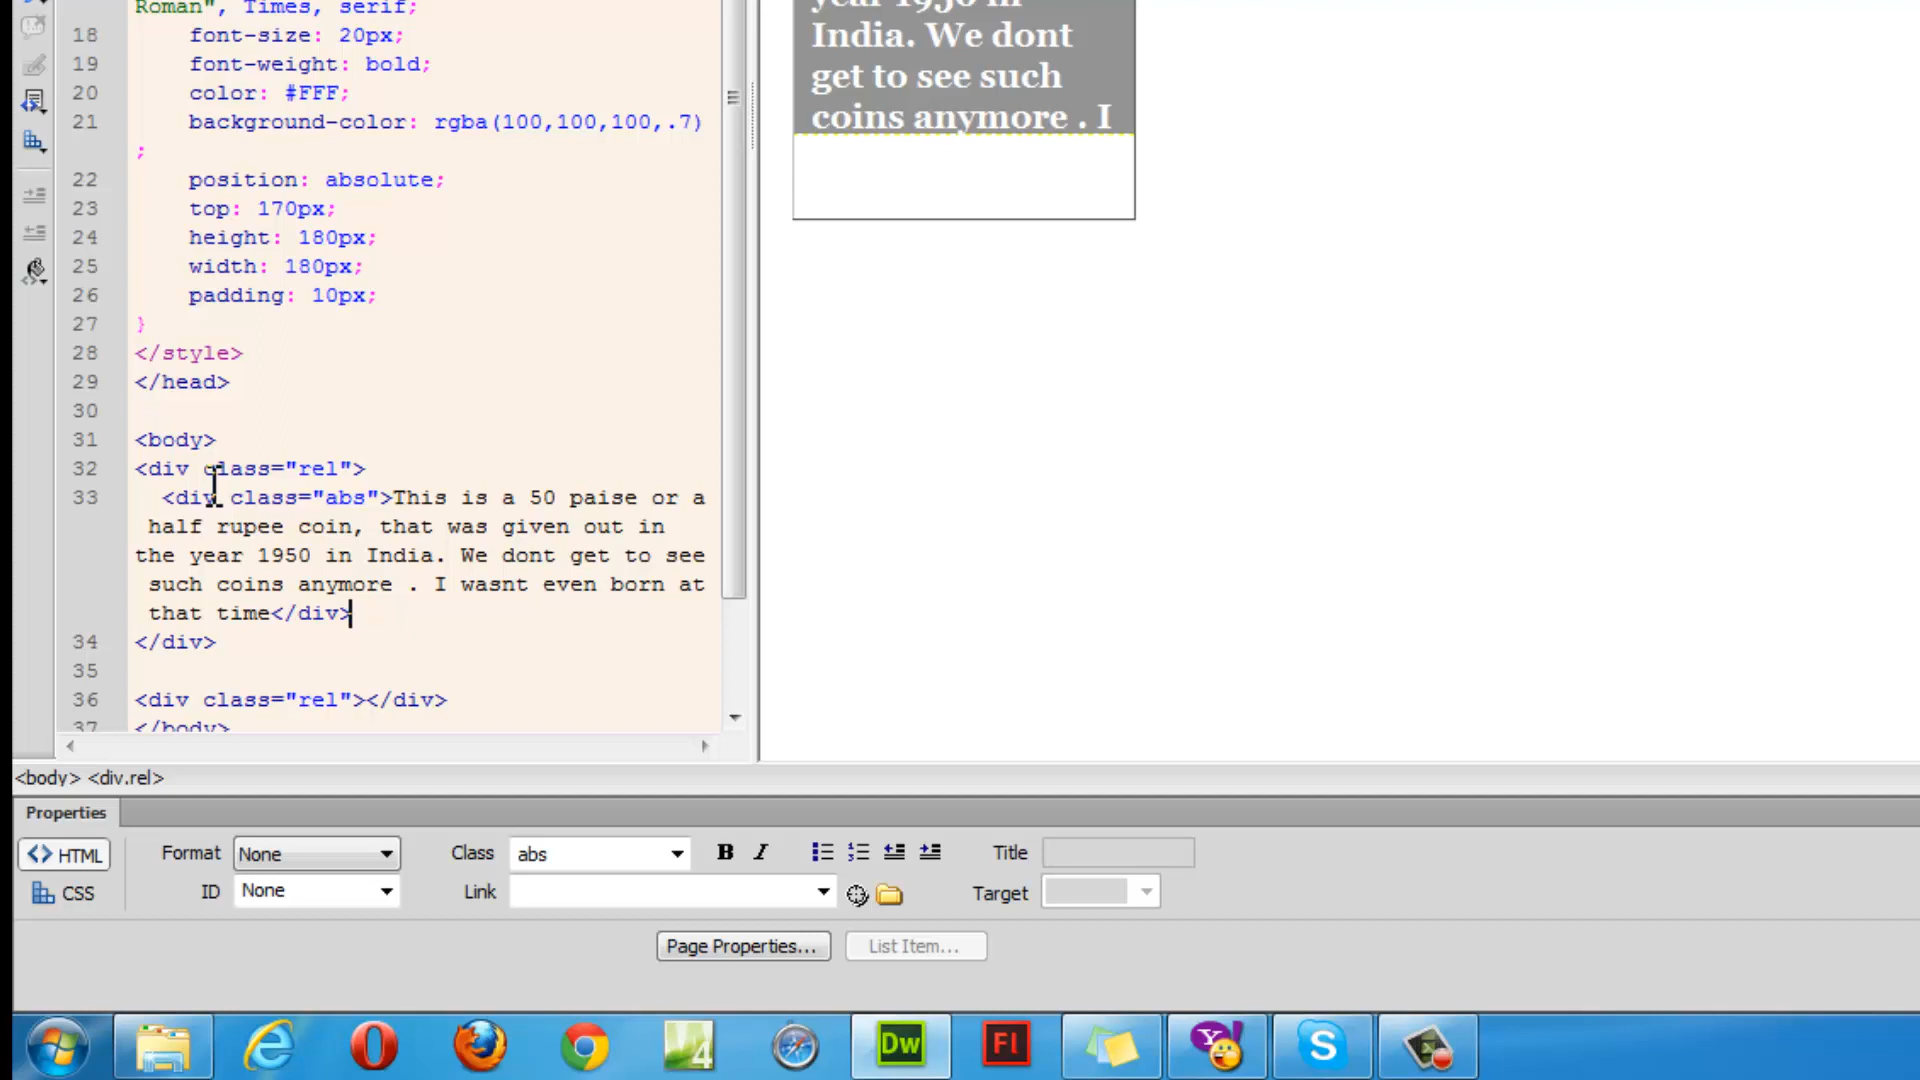 Roman", Times, serif;
18 font-size: 20px;
19 font-weight: bold;
20 color: #FFF;
21 background-color: rgba(100,100,100,.7)
;
22 position: absolute;
23 top: 170px;
24 height: 180px;
25 width: 180px;
26 padding: 10px;
27 }
28 </style>
29 </head>
30
31 <body>
32 <div class="rel">
33 <div class="abs">This is a 50 paise or a
half rupee coin, that was given out in
the year 1950 in India. We dont get to see
such coins anymore . I wasnt even born at
that time</div>
34 </div>
35
36 <div class="rel"></div>
37 </body>
year 1950 in
India. We dont
get to see such
coins anymore . I
<body> <div.rel>
Properties
<> HTML Format None Class abs B I Title
CSS ID None Link Target
Page Properties... List Item...
4 Dw Fl Y! S